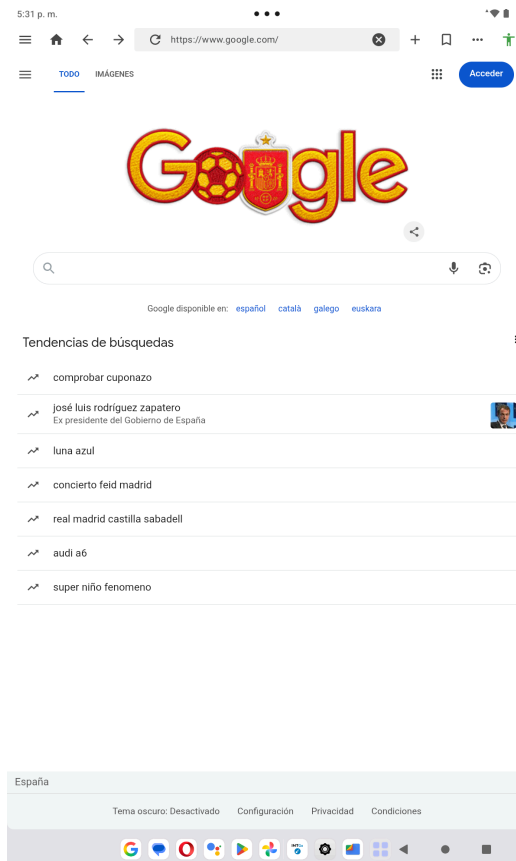 5:31 p. m.
https://www.google.com/
TODO IMÁGENES
Acceder
Google
Google disponible en: español català galego euskara
Tendencias de búsquedas
comprobar cuponazo
josé luis rodríguez zapatero
Ex presidente del Gobierno de España
luna azul
concierto feid madrid
real madrid castilla sabadell
audi a6
super niño fenomeno
España
Tema oscuro: Desactivado Configuración Privacidad Condiciones